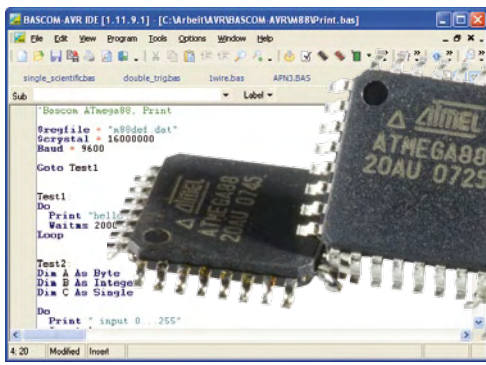 BASCOM-AVR IDE [1.11.9.1] - [C:\Arbeit\AVR\BASCOM-AVR\M88\Print.bas]
File Edit View Program Tools Options Window Help
single_scientific.bas double_trig.bas 1wire.bas APN3.BAS
Sub Label
'Bascom ATmega88, Print
$regfile = "m88def.dat"
$crystal = 16000000
Baud = 9600
Goto Test1
Test1:
Do
Print "hello
Waitms 2000
Loop
Test2:
Dim A As Byte
Dim B As Integer
Dim C As Single
Do
Print " input 0...255"
4: 20 Modified Insert
ATMEL
ATMEGA88
20AU 0745
ATMEL
ATMEGA88
20AU 0725